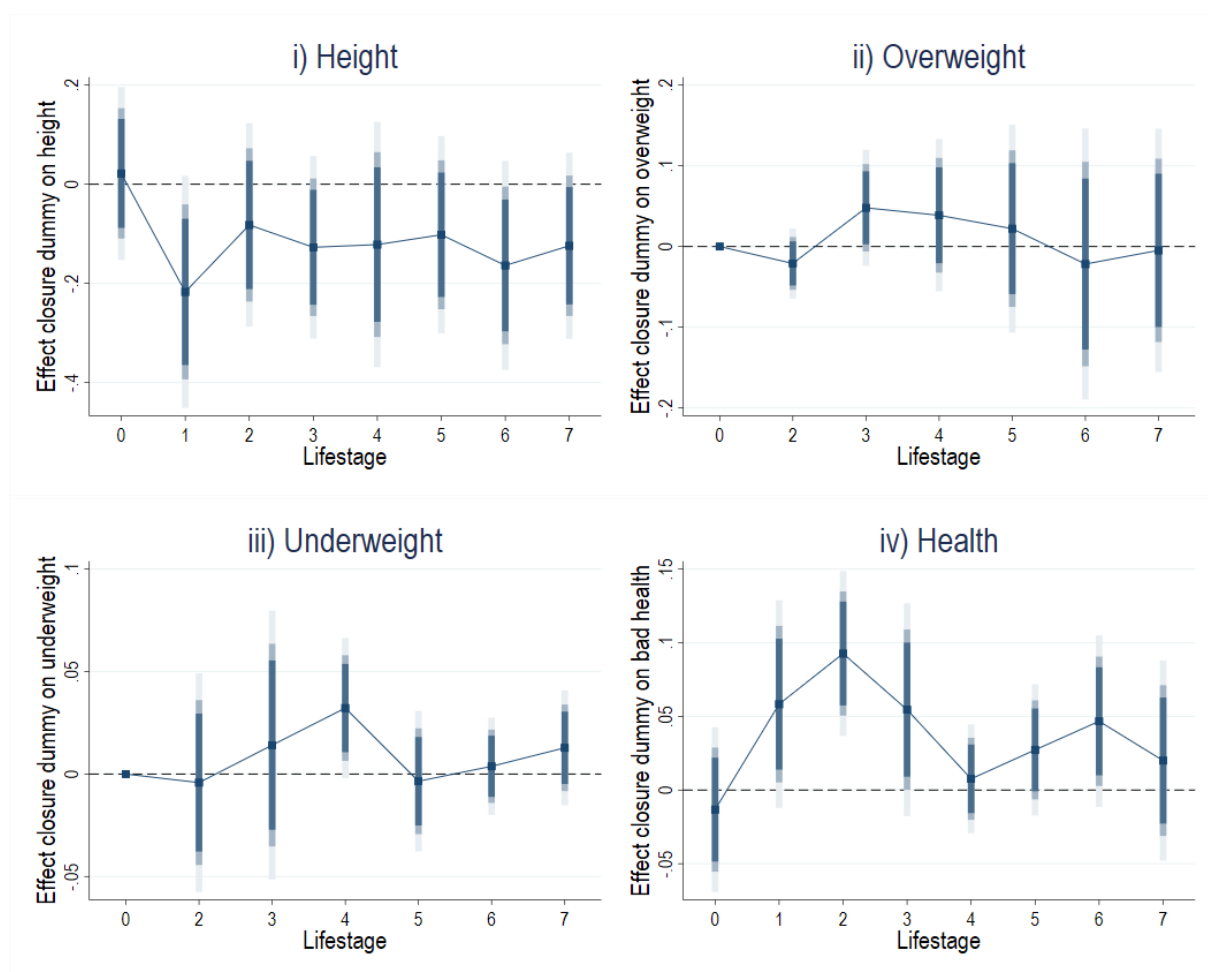 i) Height
Effect closure dummy on height
.2
0
-.2
-.4
0 1 2 3 4 5 6 7
Lifestage
ii) Overweight
Effect closure dummy on overweight
.2
.1
0
-.1
-.2
0 2 3 4 5 6 7
Lifestage
iii) Underweight
Effect closure dummy on underweight
.1
.05
0
-.05
0 2 3 4 5 6 7
Lifestage
iv) Health
Effect closure dummy on bad health
.15
.1
.05
0
-.05
0 1 2 3 4 5 6 7
Lifestage